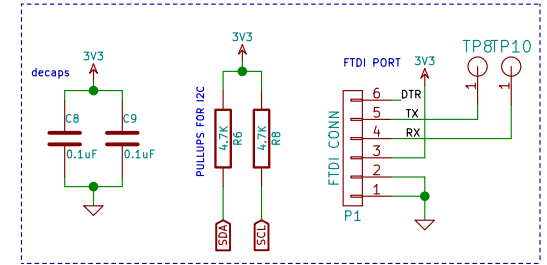 decaps
3V3
C8
0.1uF
C9
0.1uF
3V3
PULLUPS FOR I2C
4.7K
R6
4.7K
R8
SDA
SCL
FTDI PORT
3V3
TP8
TP10
1
1
6
DTR
5
TX
4
RX
3
2
1
FTDI CONN
P1